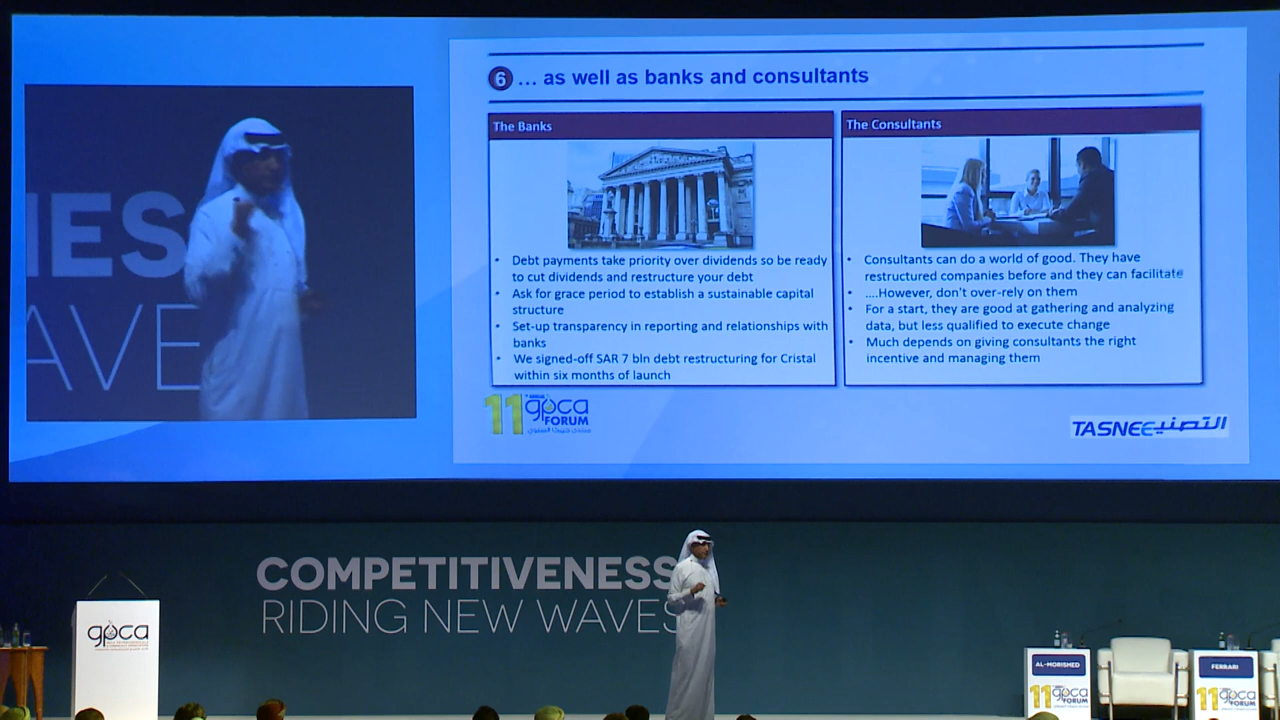 6 ... as well as banks and consultants
The Banks
• Debt payments take priority over dividends so be ready
to cut dividends and restructure your debt
• Ask for grace period to establish a sustainable capital
structure
• Set-up transparency in reporting and relationships with
banks
• We signed-off SAR 7 bln debt restructuring for Cristal
within six months of launch
The Consultants
• Consultants can do a world of good. They have
restructured companies before and they can facilitate
• ....However, don't over-rely on them
• For a start, they are good at gathering and analyzing
data, but less qualified to execute change
• Much depends on giving consultants the right
incentive and managing them
11 gpca
FORUM
TASNEE التصنيع
IES
AVE
COMPETITIVENESS
RIDING NEW WAVES
gpca
AL-MORISHED
11 gpca
FORUM
FERRARI
11 gpca
FORUM